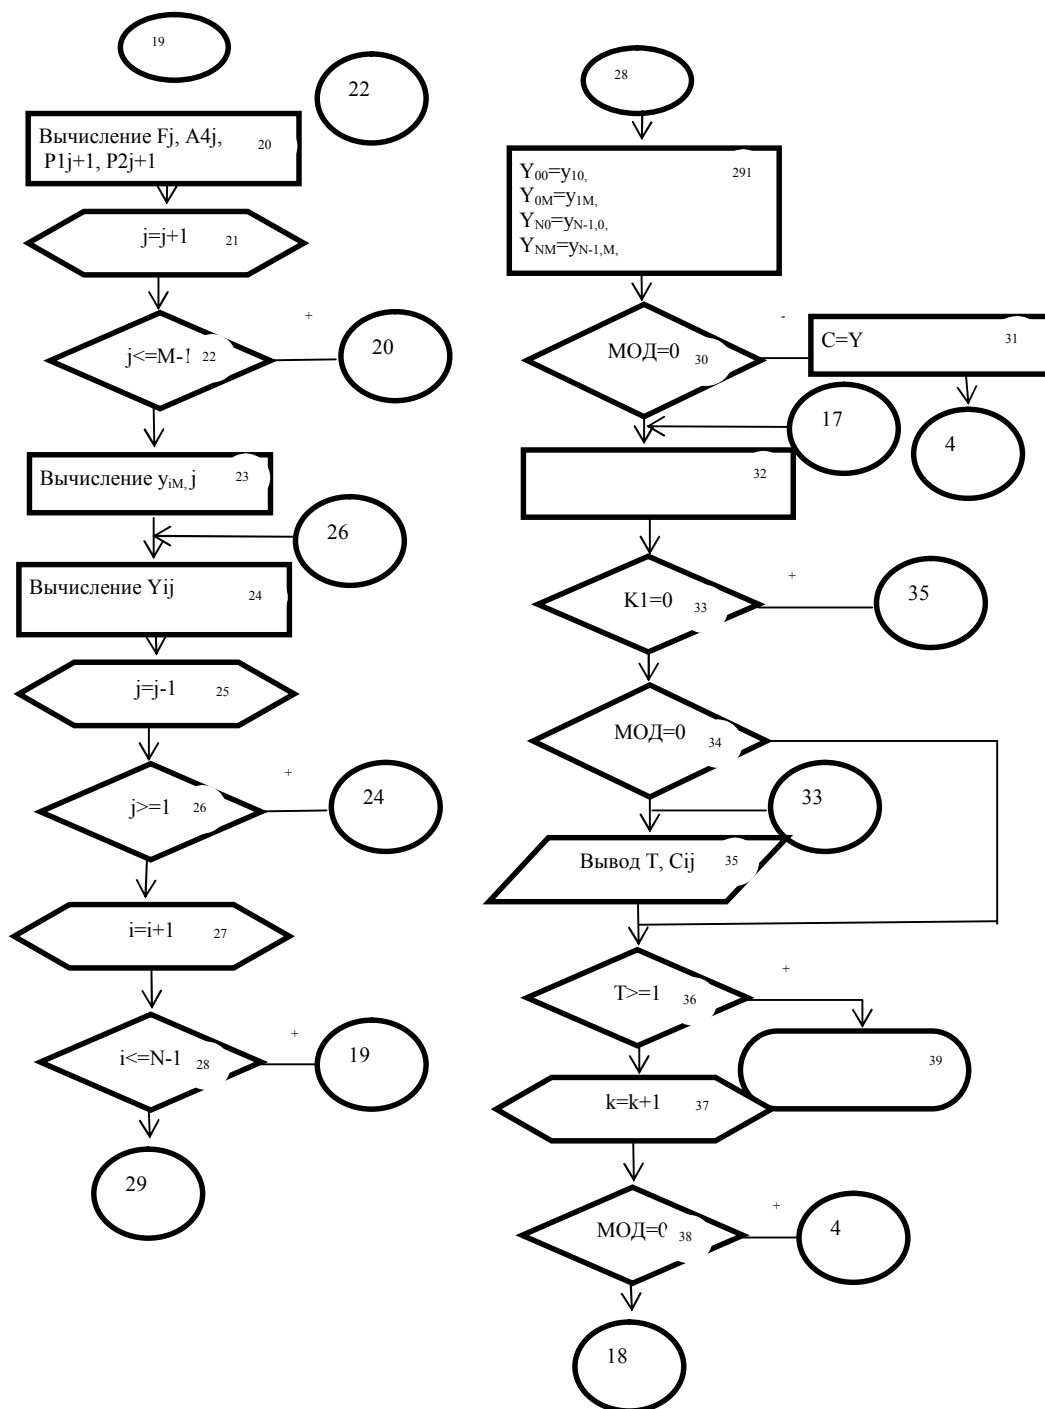 19
22
Вычисление Fj, A4j, 20
P1j+1, P2j+1
j=j+1 21
+
j<=M-1 22
20
Вычисление yiM, j 23
26
Вычисление Yij 24
j=j-1 25
+
j>=1 26
24
i=i+1 27
+
i<=N-1 28
19
29
28
Y00=y10, 291
Y0M=y1M,
YN0=yN-1,0,
YNM=yN-1,M,
-
МОД=0 30
C=Y 31
17
4
32
+
K1=0 33
35
МОД=0 34
33
Вывод T, Cij 35
+
T>=1 36
39
k=k+1 37
+
МОД=0 38
4
18